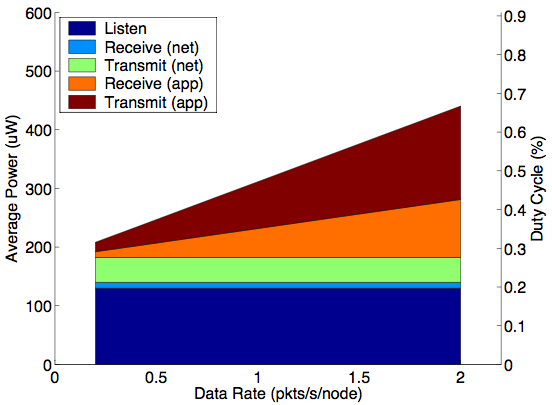 600
500
400
300
200
100
0
Average Power (uW)
Listen
Receive (net)
Transmit (net)
Receive (app)
Transmit (app)
0.9
0.8
0.7
0.6
0.5
0.4
0.3
0.2
0.1
0
Duty Cycle (%)
0
0.5
1
1.5
2
Data Rate (pkts/s/node)